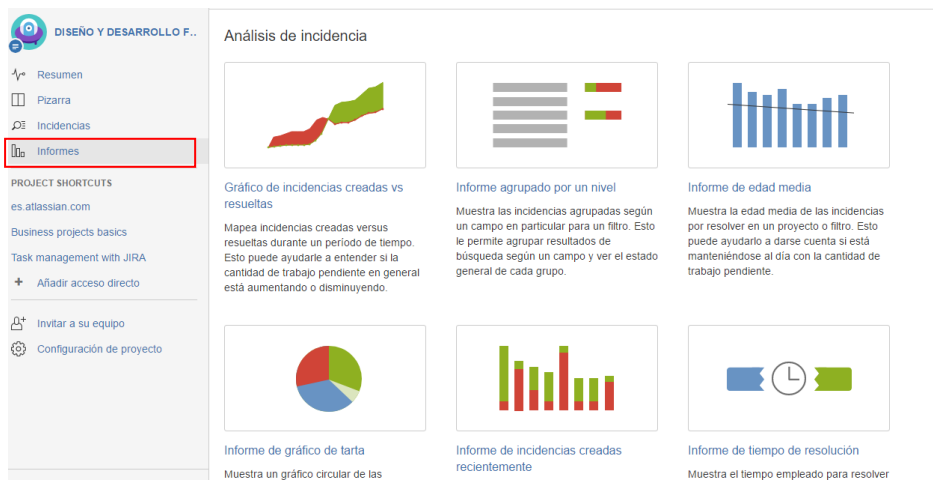 DISEÑO Y DESARROLLO F..
Resumen
Pizarra
Incidencias
Informes
PROJECT SHORTCUTS
es.atlassian.com
Business projects basics
Task management with JIRA
Añadir acceso directo
Invitar a su equipo
Configuración de proyecto
Análisis de incidencia
Gráfico de incidencias creadas vs
resueltas
Mapea incidencias creadas versus
resueltas durante un período de tiempo.
Esto puede ayudarle a entender si la
cantidad de trabajo pendiente en general
está aumentando o disminuyendo.
Informe agrupado por un nivel
Muestra las incidencias agrupadas según
un campo en particular para un filtro. Esto
le permite agrupar resultados de
búsqueda según un campo y ver el estado
general de cada grupo.
Informe de edad media
Muestra la edad media de las incidencias
por resolver en un proyecto o filtro. Esto
puede ayudarlo a darse cuenta si está
manteniéndose al día con la cantidad de
trabajo pendiente.
Informe de gráfico de tarta
Muestra un gráfico circular de las
Informe de incidencias creadas
recientemente
Informe de tiempo de resolución
Muestra el tiempo empleado para resolver